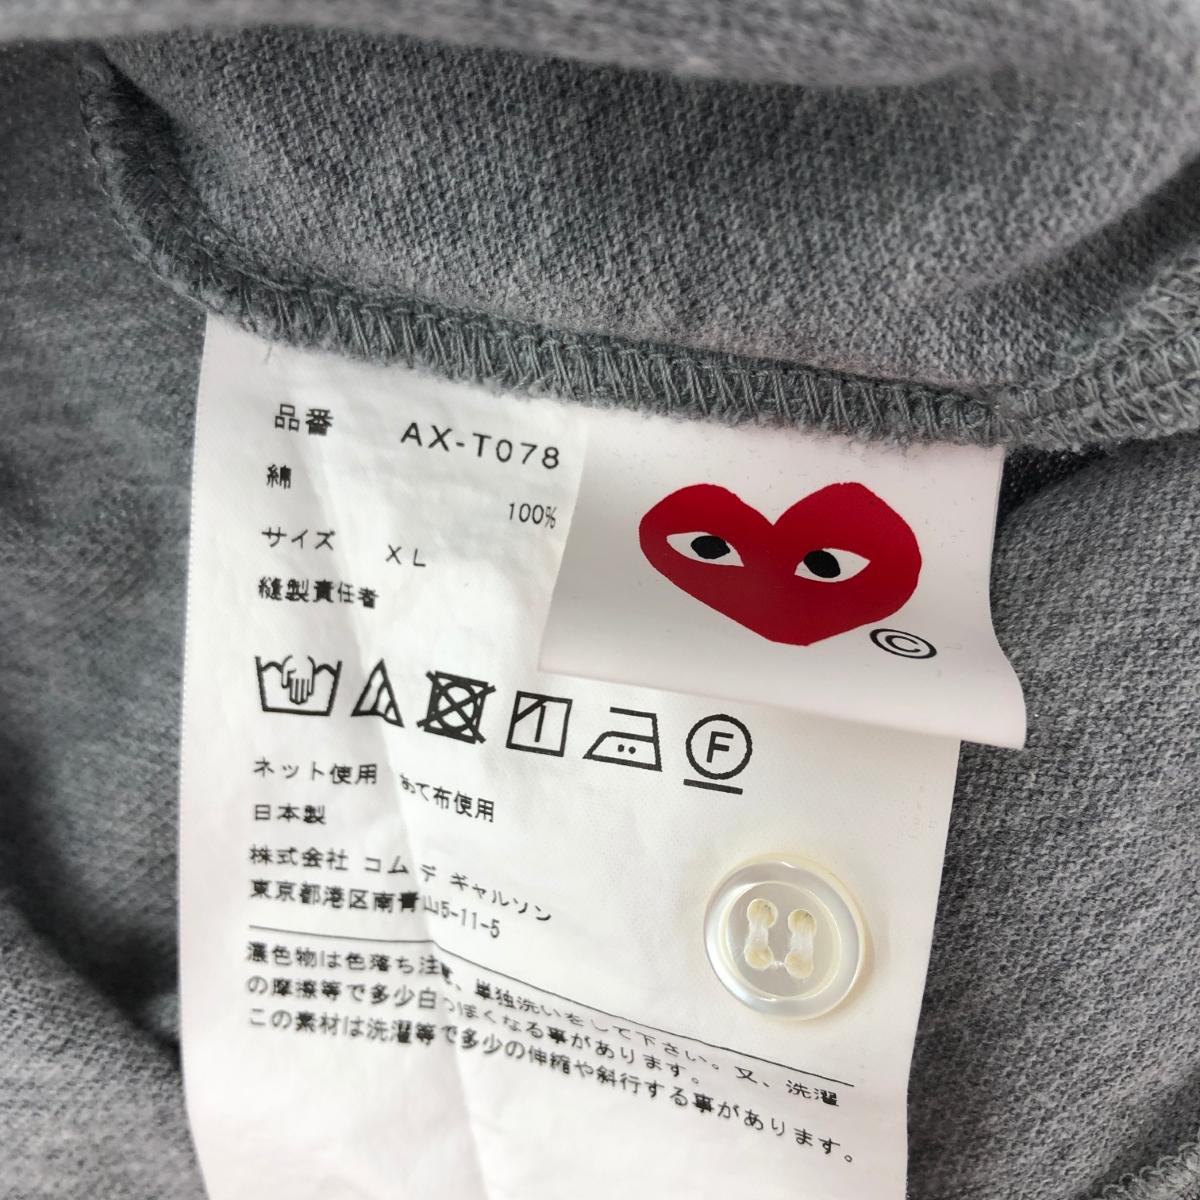 品番 AX-T078
綿 100%
サイズ XL
縫製責任者
©
F
ネット使用 あて布使用
日本製
株式会社 コム デ ギャルソン
東京都港区南青山5-11-5
濃色物は色落ち注意、単独洗いをして下さい。又、洗濯
の摩擦等で多少白っぽくなる事があります。
この素材は洗濯等で多少の伸縮や斜行する事があります。